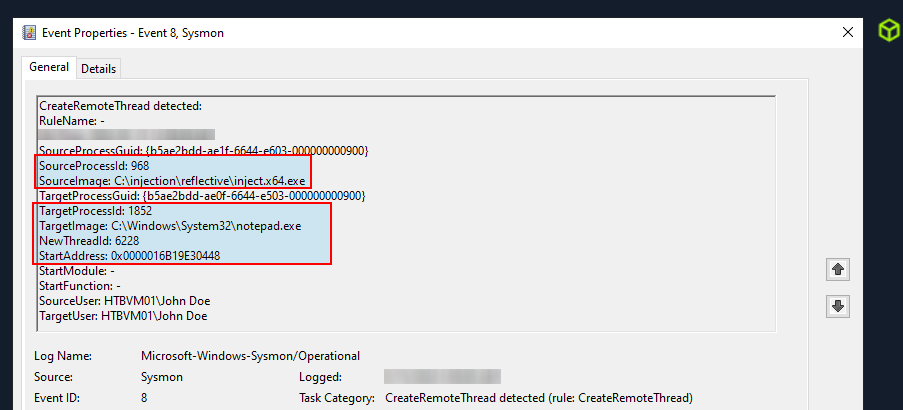 Event Properties - Event 8, Sysmon
General
Details
CreateRemoteThread detected:
RuleName: -
SourceProcessGuid: {b5ae2bdd-ae1f-6644-e603-000000000900}
SourceProcessId: 968
SourceImage: C:\injection\reflective\inject.x64.exe
TargetProcessGuid: {b5ae2bdd-ae0f-6644-e503-000000000900}
TargetProcessId: 1852
TargetImage: C:\Windows\System32\notepad.exe
NewThreadId: 6228
StartAddress: 0x0000016B19E30448
StartModule: -
StartFunction: -
SourceUser: HTBVM01\John Doe
TargetUser: HTBVM01\John Doe
Log Name: Microsoft-Windows-Sysmon/Operational
Source: Sysmon Logged:
Event ID: 8 Task Category: CreateRemoteThread detected (rule: CreateRemoteThread)